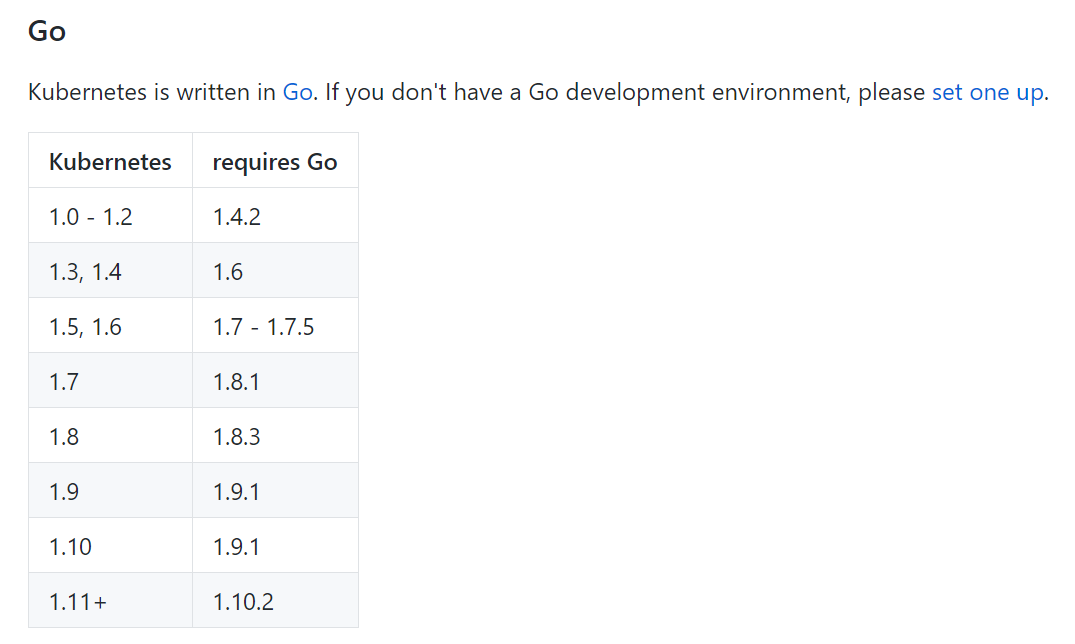 Go
Kubernetes is written in Go. If you don't have a Go development environment, please set one up.
Kubernetes requires Go
1.0 - 1.2 1.4.2
1.3, 1.4 1.6
1.5, 1.6 1.7 - 1.7.5
1.7 1.8.1
1.8 1.8.3
1.9 1.9.1
1.10 1.9.1
1.11+ 1.10.2